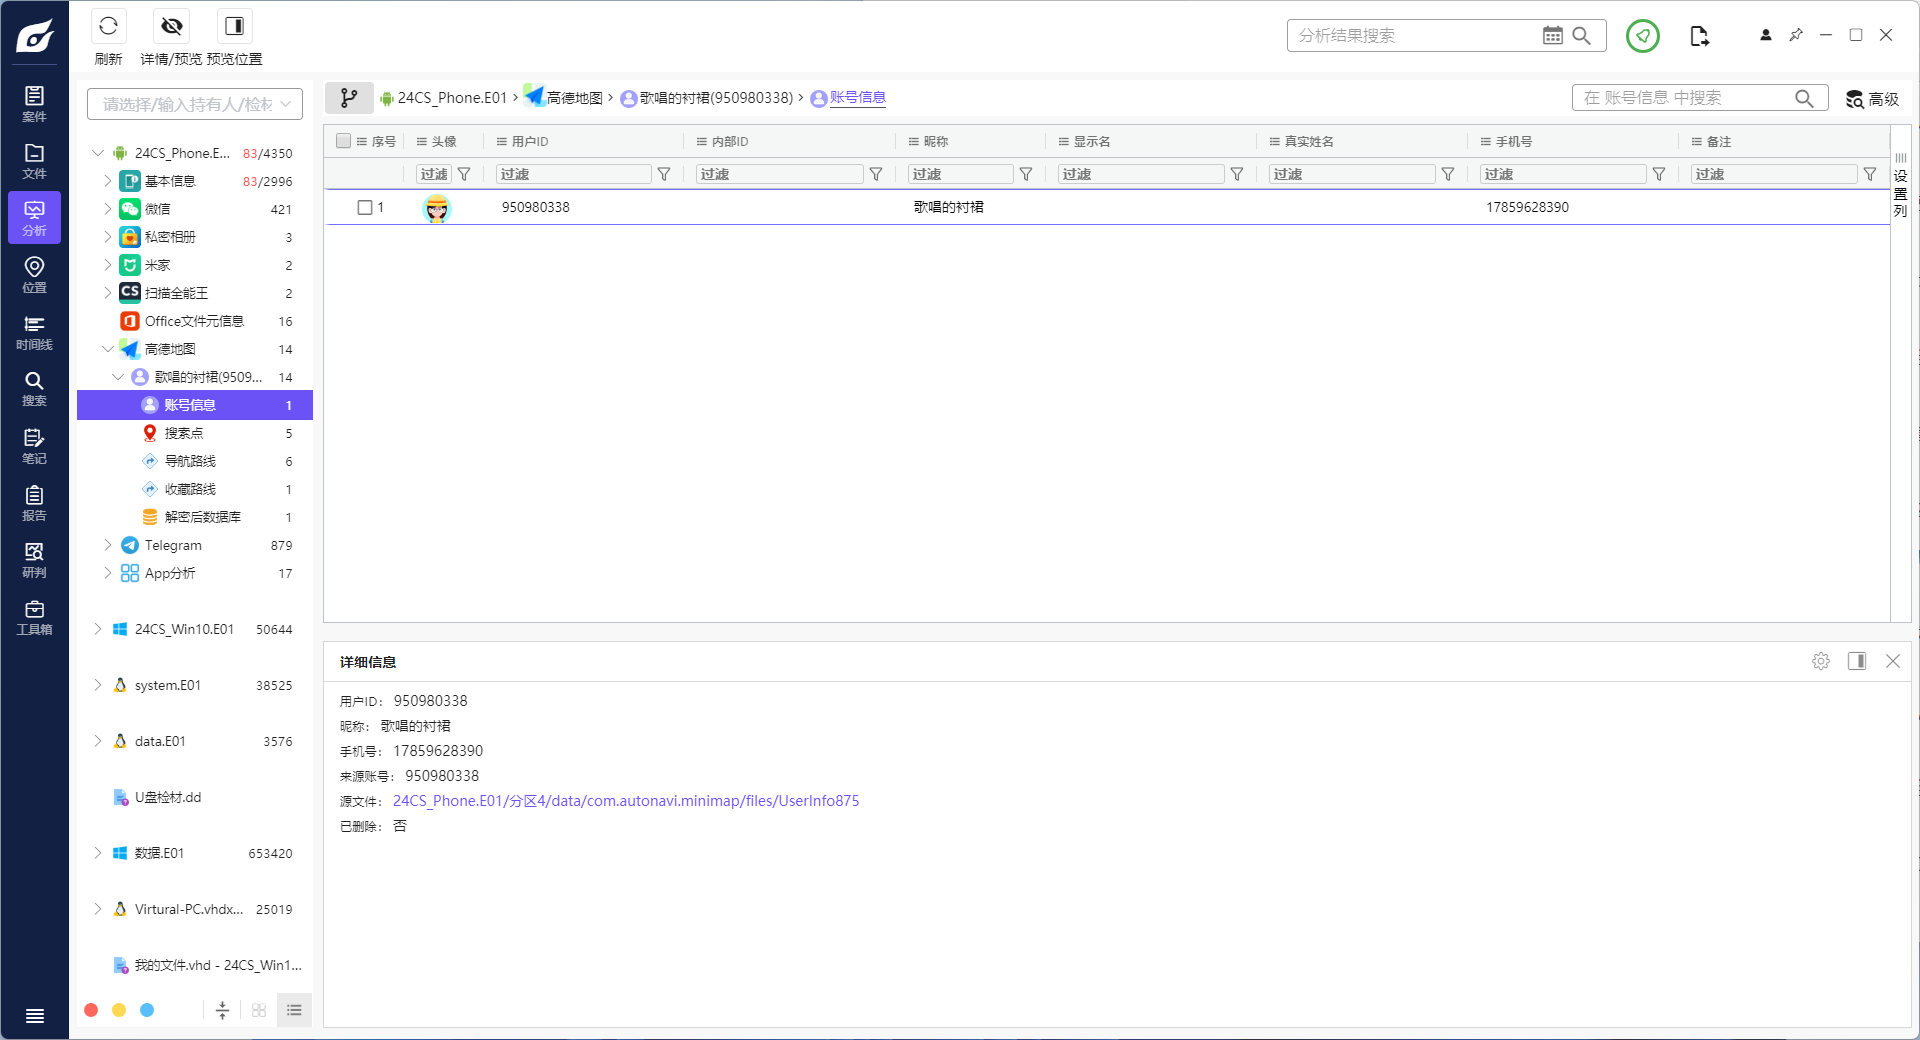 刷新
详情/预览
预览位置
分析结果搜索
案件
文件
分析
位置
时间线
搜索
笔记
报告
研判
工具箱
请选择/输入持有人/检材
24CS_Phone.E... 83/4350
基本信息 83/2996
微信 421
私密相册 3
米家 2
CS 扫描全能王 2
Office文件元信息 16
高德地图 14
歌唱的衬裙(9509... 14
账号信息 1
搜索点 5
导航路线 6
收藏路线 1
解密后数据库 1
Telegram 879
App分析 17
24CS_Win10.E01 50644
system.E01 38525
data.E01 3576
U盘检材.dd
数据.E01 653420
Virtural-PC.vhdx... 25019
我的文件.vhd - 24CS_Win1...
24CS_Phone.E01 › 高德地图 › 歌唱的衬裙(950980338) › 账号信息
在 账号信息 中搜索
高级
序号 头像 用户ID 内部ID 昵称 显示名 真实姓名 手机号 备注
过滤 过滤 过滤 过滤 过滤 过滤 过滤 过滤
1 950980338 歌唱的衬裙 17859628390
设置列
详细信息
用户ID： 950980338
昵称： 歌唱的衬裙
手机号： 17859628390
来源账号： 950980338
源文件： 24CS_Phone.E01/分区4/data/com.autonavi.minimap/files/UserInfo875
已删除： 否